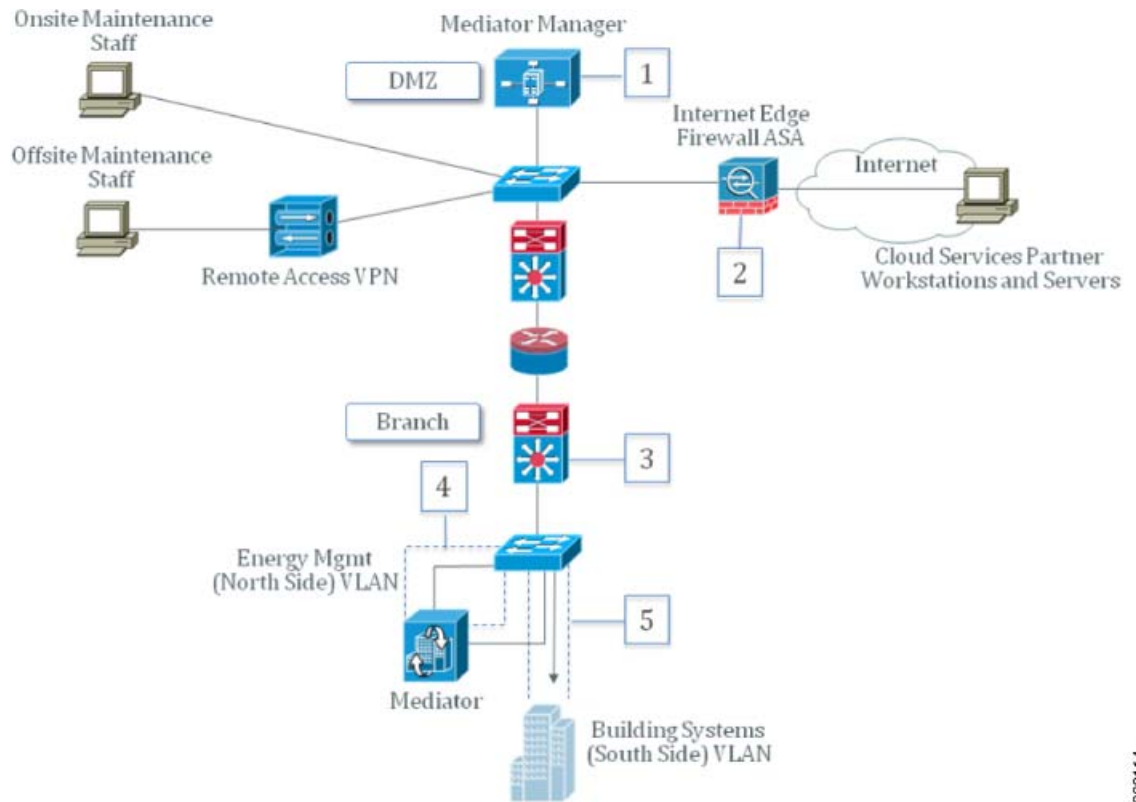 Onsite Maintenance
Staff
Mediator Manager
DMZ
1
Internet Edge
Firewall ASA
Offsite Maintenance
Staff
Internet
Remote Access VPN
2
Cloud Services Partner
Workstations and Servers
Branch
3
4
Energy Mgmt
(North Side) VLAN
5
Mediator
Building Systems
(South Side) VLAN